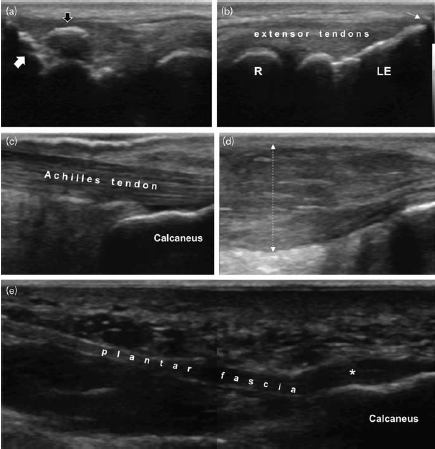 (a)
(b)
extensor tendons
R
LE
(c)
Achilles tendon
Calcaneus
(d)
(e)
plantar fascia
*
Calcaneus